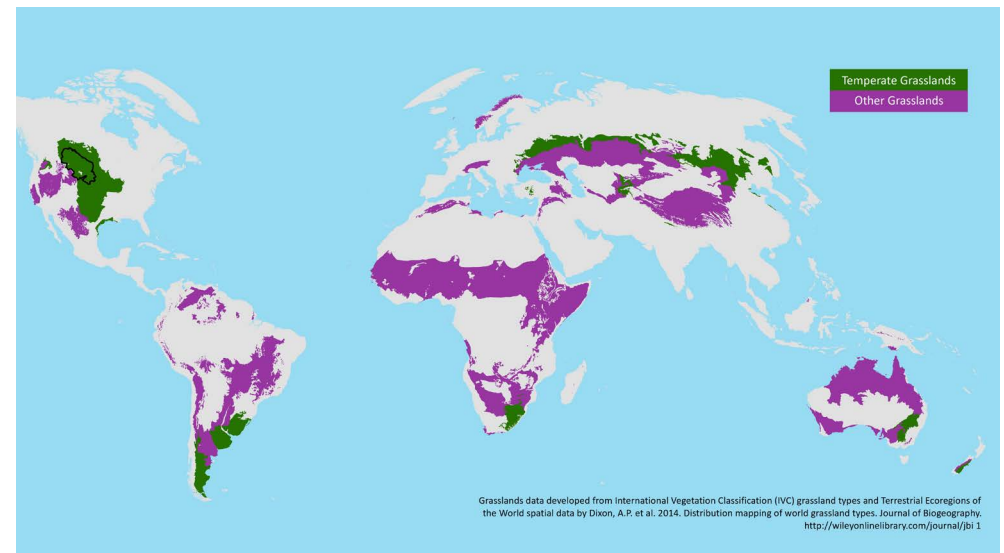 Temperate Grasslands
Other Grasslands
Grasslands data developed from International Vegetation Classification (IVC) grassland types and Terrestrial Ecoregions of
the World spatial data by Dixon, A.P. et al. 2014. Distribution mapping of world grassland types. Journal of Biogeography.
http://wileyonlinelibrary.com/journal/jbi 1